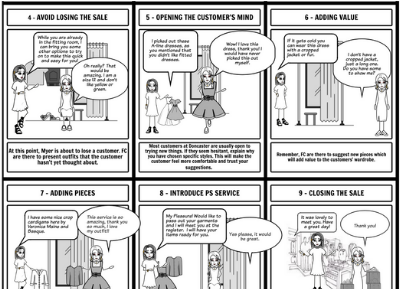 4 - AVOID LOSING THE SALE
While you are already
in the fitting room, I
can bring you some
other options to try
on to make this quick
and easy for you!
Oh really? That
would be
amazing, I am a
size 12 and don't
like yellow or
green.
At this point, Myer is about to lose a customer. FC
are there to present outfits that the customer
hasn't yet thought about.
5 - OPENING THE CUSTOMER'S MIND
I picked out these
A-line dresses, as
you mentioned that
you didn't like fitted
dresses.
Wow! I love this
dress, thank you! I
would have never
picked this out
myself.
Most customers at Doncaster are usually open to
trying new things. If they seem hesitant, explain why
you have chosen specific styles. This will make the
customer feel more comfortable and trust your
suggestions.
6 - ADDING VALUE
If it gets cold you
can wear this dress
with a cropped
jacket or fur.
I don't have a
cropped jacket,
just a long one.
Do you have some
to show me?
Remember, FC are there to suggest new pieces which
will add value to the customers' wardrobe.
7 - ADDING PIECES
I have some nice crop
cardigans here by
Veronika Maine and
Basque.
This service is so
amazing, thank you
so much, I love
my outfit!
8 - INTRODUCE PS SERVICE
My Pleasure! Would like to
pass out your garments
and I will meet you at the
register. I will have your
items ready for you.
Yes please, it would
be great.
9 - CLOSING THE SALE
It was lovely to
meet you, Have a
great day!
Thank you!